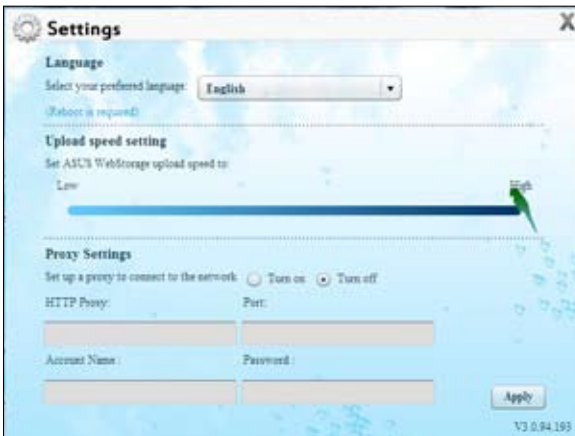 Settings
X
Language
Select your preferred language: English
(Reboot is required)
Upload speed setting
Set ASUS WebStorage upload speed to:
Low High
Proxy Settings
Set up a proxy to connect to the network Turn on Turn off
HTTP Proxy: Port:
Account Name : Password :
Apply
V3.0.94.193